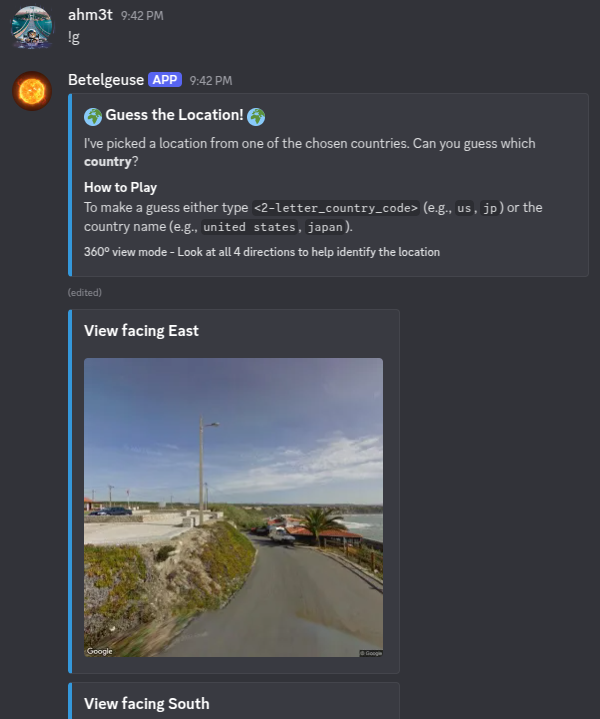 ahm3t 9:42 PM
!g
Betelgeuse APP 9:42 PM
Guess the Location!
I've picked a location from one of the chosen countries. Can you guess which
country?
How to Play
To make a guess either type <2-letter_country_code> (e.g., us, jp) or the
country name (e.g., united states, japan).
360º view mode - Look at all 4 directions to help identify the location
(edited)
View facing East
Google
© Google
View facing South